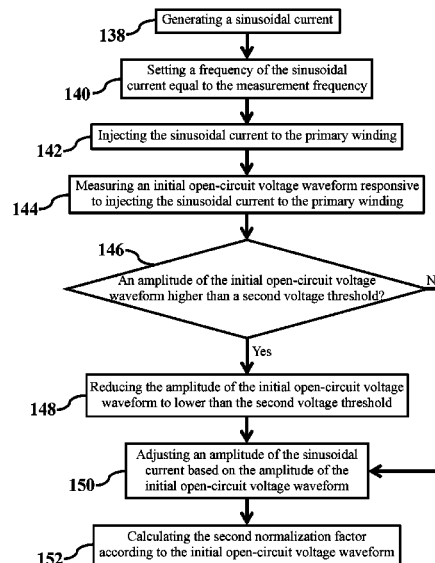 138
Generating a sinusoidal current
140
Setting a frequency of the sinusoidal
current equal to the measurement frequency
142
Injecting the sinusoidal current to the primary winding
144
Measuring an initial open-circuit voltage waveform responsive
to injecting the sinusoidal current to the primary winding
146
An amplitude of the initial open-circuit voltage
waveform higher than a second voltage threshold?
N
Yes
148
Reducing the amplitude of the initial open-circuit voltage
waveform to lower than the second voltage threshold
150
Adjusting an amplitude of the sinusoidal
current based on the amplitude of the
initial open-circuit voltage waveform
152
Calculating the second normalization factor
according to the initial open-circuit voltage waveform